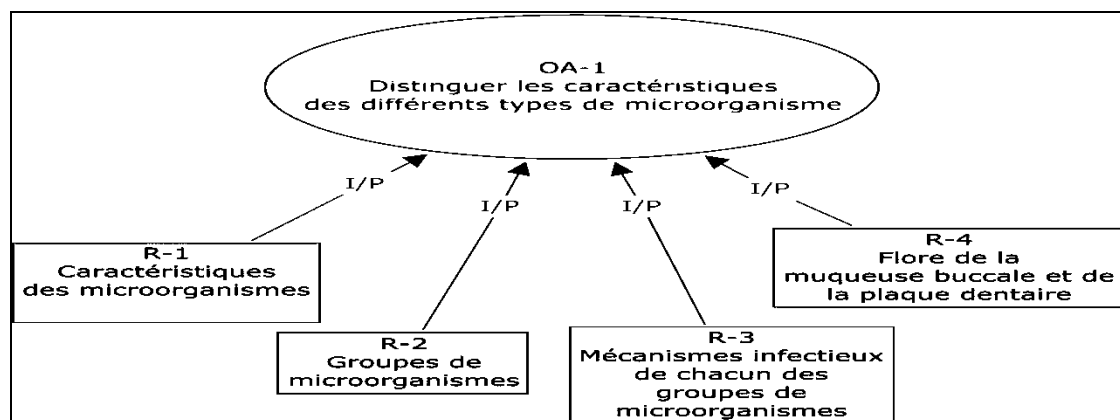 OA-1
Distinguer les caractéristiques
des différents types de microorganisme
I/P
I/P
I/P
I/P
R-1
Caractéristiques
des microorganismes
R-2
Groupes de
microorganismes
R-3
Mécanismes infectieux
de chacun des
groupes de
microorganismes
R-4
Flore de la
muqueuse buccale et de
la plaque dentaire